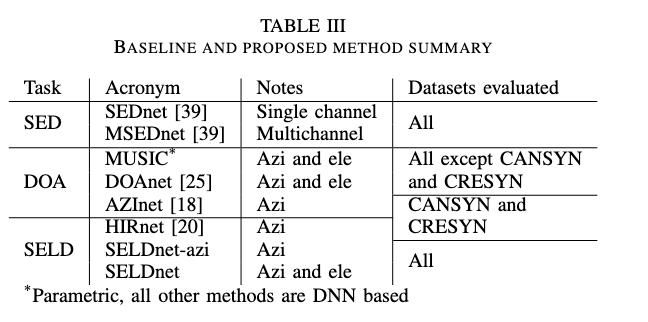 TABLE III
BASELINE AND PROPOSED METHOD SUMMARY
Task Acronym Notes Datasets evaluated
SED SEDnet [39] Single channel All
MSEDnet [39] Multichannel
DOA MUSIC* Azi and ele All except CANSYN
DOAnet [25] Azi and ele and CRESYN
AZInet [18] Azi CANSYN and
SELD HIRnet [20] Azi CRESYN
SELDnet-azi Azi All
SELDnet Azi and ele
*Parametric, all other methods are DNN based